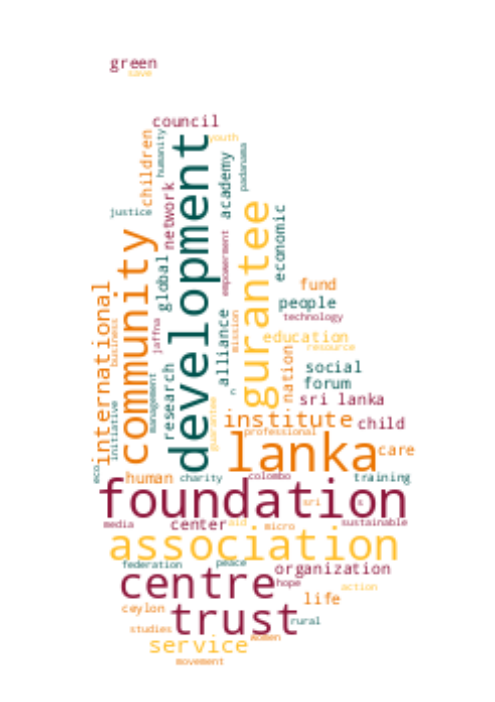 green
save
council
youth
children
humanity
development
padanama
academy
network
justice
gurantee
economic
community
global
empowerment
international
fund
people
technology
business
jaffna
alliance
mission
education
resource
nation
research
management
social
forum
c
sri lanka
initiative
guarantee
institute
child
professional
lanka
care
eco
human
charity
colombo
training
foundation
sri
s
media
center
aid
micro
sustainable
association
federation
peace
organization
centre
hope
action
life
ceylon
trust
rural
studies
women
service
movement